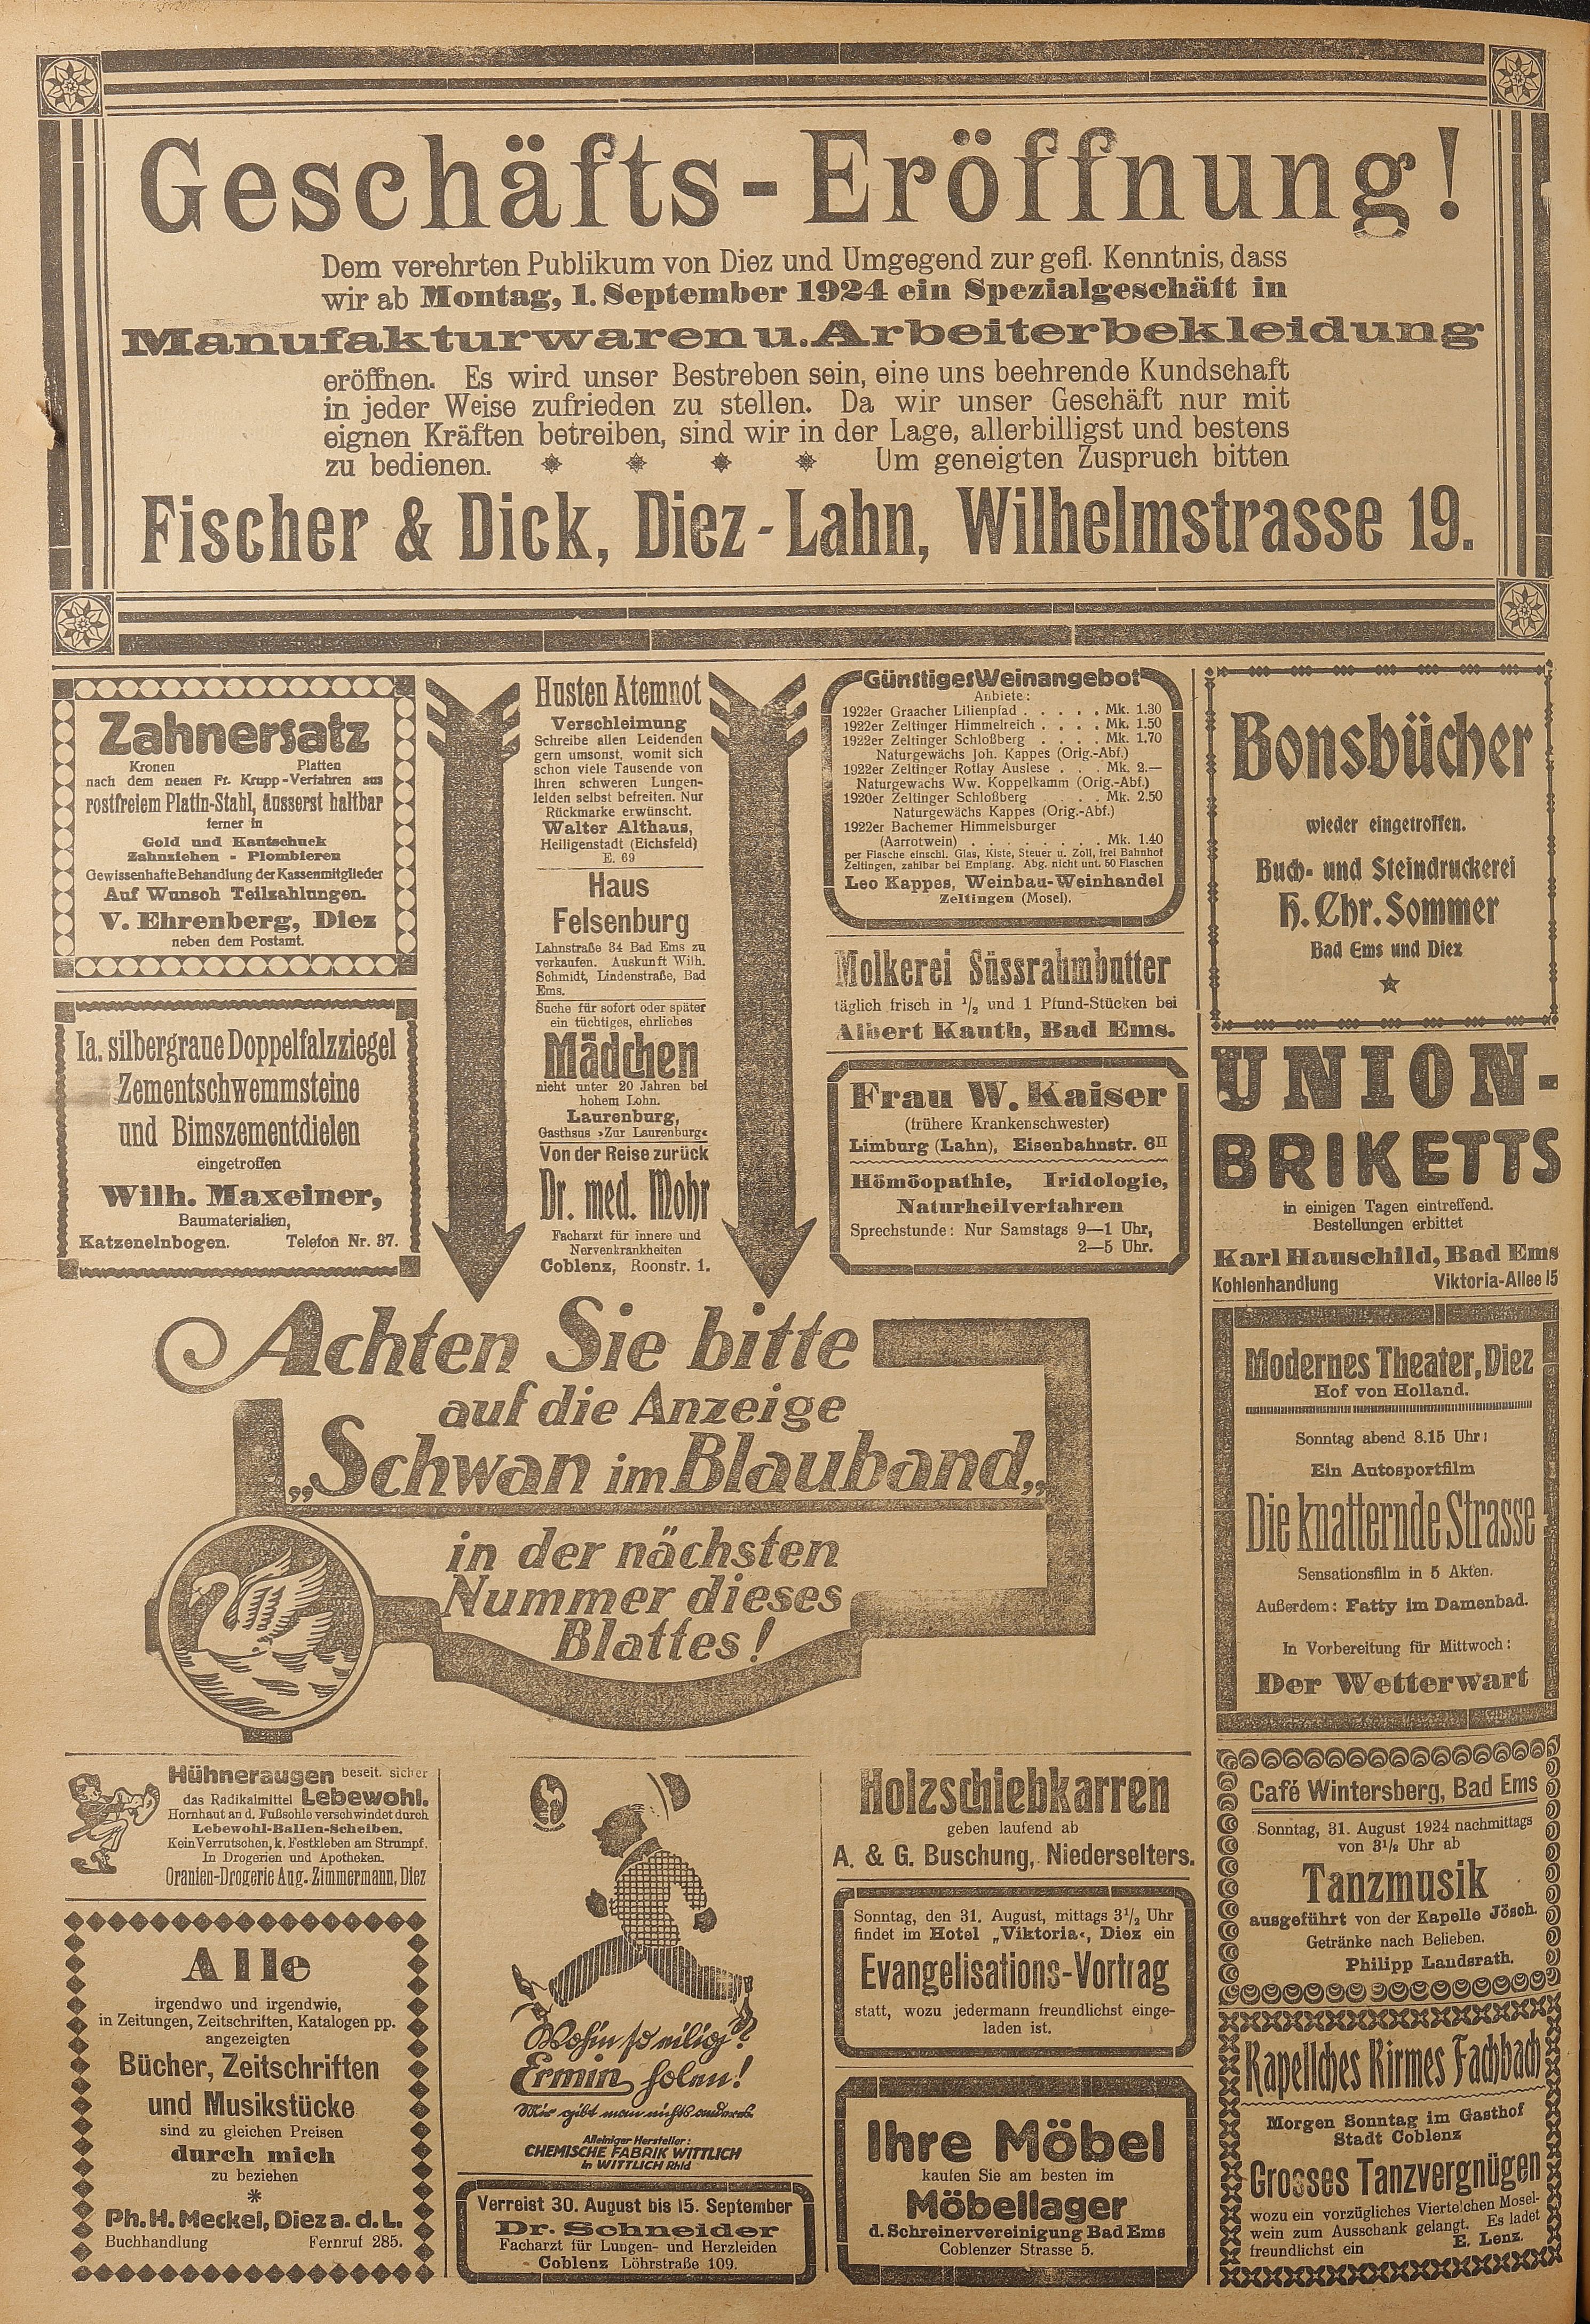 Geschäfts-Eröffnung!
Dem verehrten Publikum von Diez und Umgegend zur gefl. Kenntnis, dass
wir ab Montag, 1. September 1924 ein Spezialgeschäft in
Manufakturwaren u. Arbeiterbekleidung
eröffnen. Es wird unser Bestreben sein, eine uns beehrende Kundschaft
in jeder Weise zufrieden zu stellen. Da wir unser Geschäft nur mit
eignen Kräften betreiben, sind wir in der Lage, allerbilligst und bestens
zu bedienen. Um geneigten Zuspruch bitten
Fischer & Dick, Diez-Lahn, Wilhelmstrasse 19.
Zahnersatz
Kronen Platten
nach dem neuen Fr. Krupp-Verfahren aus
rostfreiem Platin-Stahl, äusserst haltbar
ferner in
Gold und Kautschuck
Zahnziehen - Plombieren
Gewissenhafte Behandlung der Kassenmitglieder
Auf Wunsch Teilzahlungen.
V. Ehrenberg, Diez
neben dem Postamt.
Ia. silbergraue Doppelfalzziegel
Zementschwemmsteine
und Bimszementdielen
eingetroffen
Wilh. Maxeiner,
Baumaterialien,
Katzenelnbogen. Telefon Nr. 37.
Husten Atemnot
Verschleimung
Schreibe allen Leidenden
gern umsonst, womit sich
schon viele Tausende von
Ihren schweren Lungen-
leiden selbst befreiten. Nur
Rückmarke erwünscht.
Walter Althaus,
Heiligenstadt (Eichsfeld)
E. 69
Haus
Felsenburg
Lahnstraße 34 Bad Ems zu
verkaufen. Auskunft Wilh.
Schmidt, Lindenstraße, Bad
Ems.
Suche für sofort oder später
ein tüchtiges, ehrliches
Mädchen
nicht unter 20 Jahren bei
hohem Lohn.
Laurenburg,
Gasthaus »Zur Laurenburg«
Von der Reise zurück
Dr. med. Mohr
Facharzt für innere und
Nervenkrankheiten
Coblenz, Roonstr. 1.
Günstiges Weinangebot
Anbiete:
1922er Graacher Lilienpfad . . . . . Mk. 1.30
1922er Zeltinger Himmelreich . . . . Mk. 1.50
1922er Zeltinger Schloßberg . . . . Mk. 1.70
Naturgewächs Joh. Kappes (Orig.-Abf.)
1922er Zeltinger Rotlay Auslese . . Mk. 2.—
Naturgewächs Ww. Koppelkamm (Orig.-Abf.)
1920er Zeltinger Schloßberg . . . Mk. 2.50
Naturgewächs Kappes (Orig.-Abf.)
1922er Bachemer Himmelsburger
(Aarrotwein) . . . . . . . . Mk. 1.40
per Flasche einschl. Glas, Kiste, Steuer u. Zoll, frei Bahnhof
Zeltingen, zahlbar bei Empfang. Abg. nicht unt. 50 Flaschen
Leo Kappes, Weinbau-Weinhandel
Zeltingen (Mosel).
Molkerei Süssrahmbutter
täglich frisch in 1/2 und 1 Pfund-Stücken bei
Albert Kauth, Bad Ems.
Frau W. Kaiser
(frühere Krankenschwester)
Limburg (Lahn), Eisenbahnstr. 6II
Hömöopathie, Iridologie,
Naturheilverfahren
Sprechstunde: Nur Samstags 9—1 Uhr,
2—5 Uhr.
Bonsbücher
wieder eingetroffen.
Buch- und Steindruckerei
H. Chr. Sommer
Bad Ems und Diez
UNION-
BRIKETTS
in einigen Tagen eintreffend.
Bestellungen erbittet
Karl Hauschild, Bad Ems
Kohlenhandlung Viktoria-Allee 15
Modernes Theater, Diez
Hof von Holland.
Sonntag abend 8.15 Uhr:
Ein Autosportfilm
Die knatternde Strasse
Sensationsfilm in 5 Akten.
Außerdem: Fatty im Damenbad.
In Vorbereitung für Mittwoch:
Der Wetterwart
Achten Sie bitte
auf die Anzeige
„Schwan im Blauband„
in der nächsten
Nummer dieses
Blattes!
Hühneraugen beseit. sicher
das Radikalmittel Lebewohl.
Hornhaut an d. Fußsohle verschwindet durch
Lebewohl-Ballen-Scheiben.
Kein Verrutschen, k. Festkleben am Strumpf.
In Drogerien und Apotheken.
Oranien-Drogerie Aug. Zimmermann, Diez
Alle
irgendwo und irgendwie,
in Zeitungen, Zeitschriften, Katalogen pp.
angezeigten
Bücher, Zeitschriften
und Musikstücke
sind zu gleichen Preisen
durch mich
zu beziehen
*
Ph. H. Meckel, Diez a. d. L.
Buchhandlung Fernruf 285.
Wohin so eilig?
Ermin holen!
Mir gibt man nichts anderes.
Alleiniger Hersteller:
CHEMISCHE FABRIK WITTLICH
in WITTLICH Rhld
Verreist 30. August bis 15. September
Dr. Schneider
Facharzt für Lungen- und Herzleiden
Coblenz Löhrstraße 109.
Holzschiebkarren
geben laufend ab
A. & G. Buschung, Niederselters.
Sonntag, den 31. August, mittags 3 1/2 Uhr
findet im Hotel „Viktoria«, Diez ein
Evangelisations-Vortrag
statt, wozu jedermann freundlichst einge-
laden ist.
Ihre Möbel
kaufen Sie am besten im
Möbellager
d. Schreinervereinigung Bad Ems
Coblenzer Strasse 5.
Café Wintersberg, Bad Ems
Sonntag, 31. August 1924 nachmittags
von 3 1/2 Uhr ab
Tanzmusik
ausgeführt von der Kapelle Jösch.
Getränke nach Belieben.
Philipp Landsrath.
Kapellches Kirmes Fachbach
Morgen Sonntag im Gasthof
Stadt Coblenz
Grosses Tanzvergnügen
wozu ein vorzügliches Viertelchen Mosel-
wein zum Ausschank gelangt. Es ladet
freundlichst ein E. Lenz.